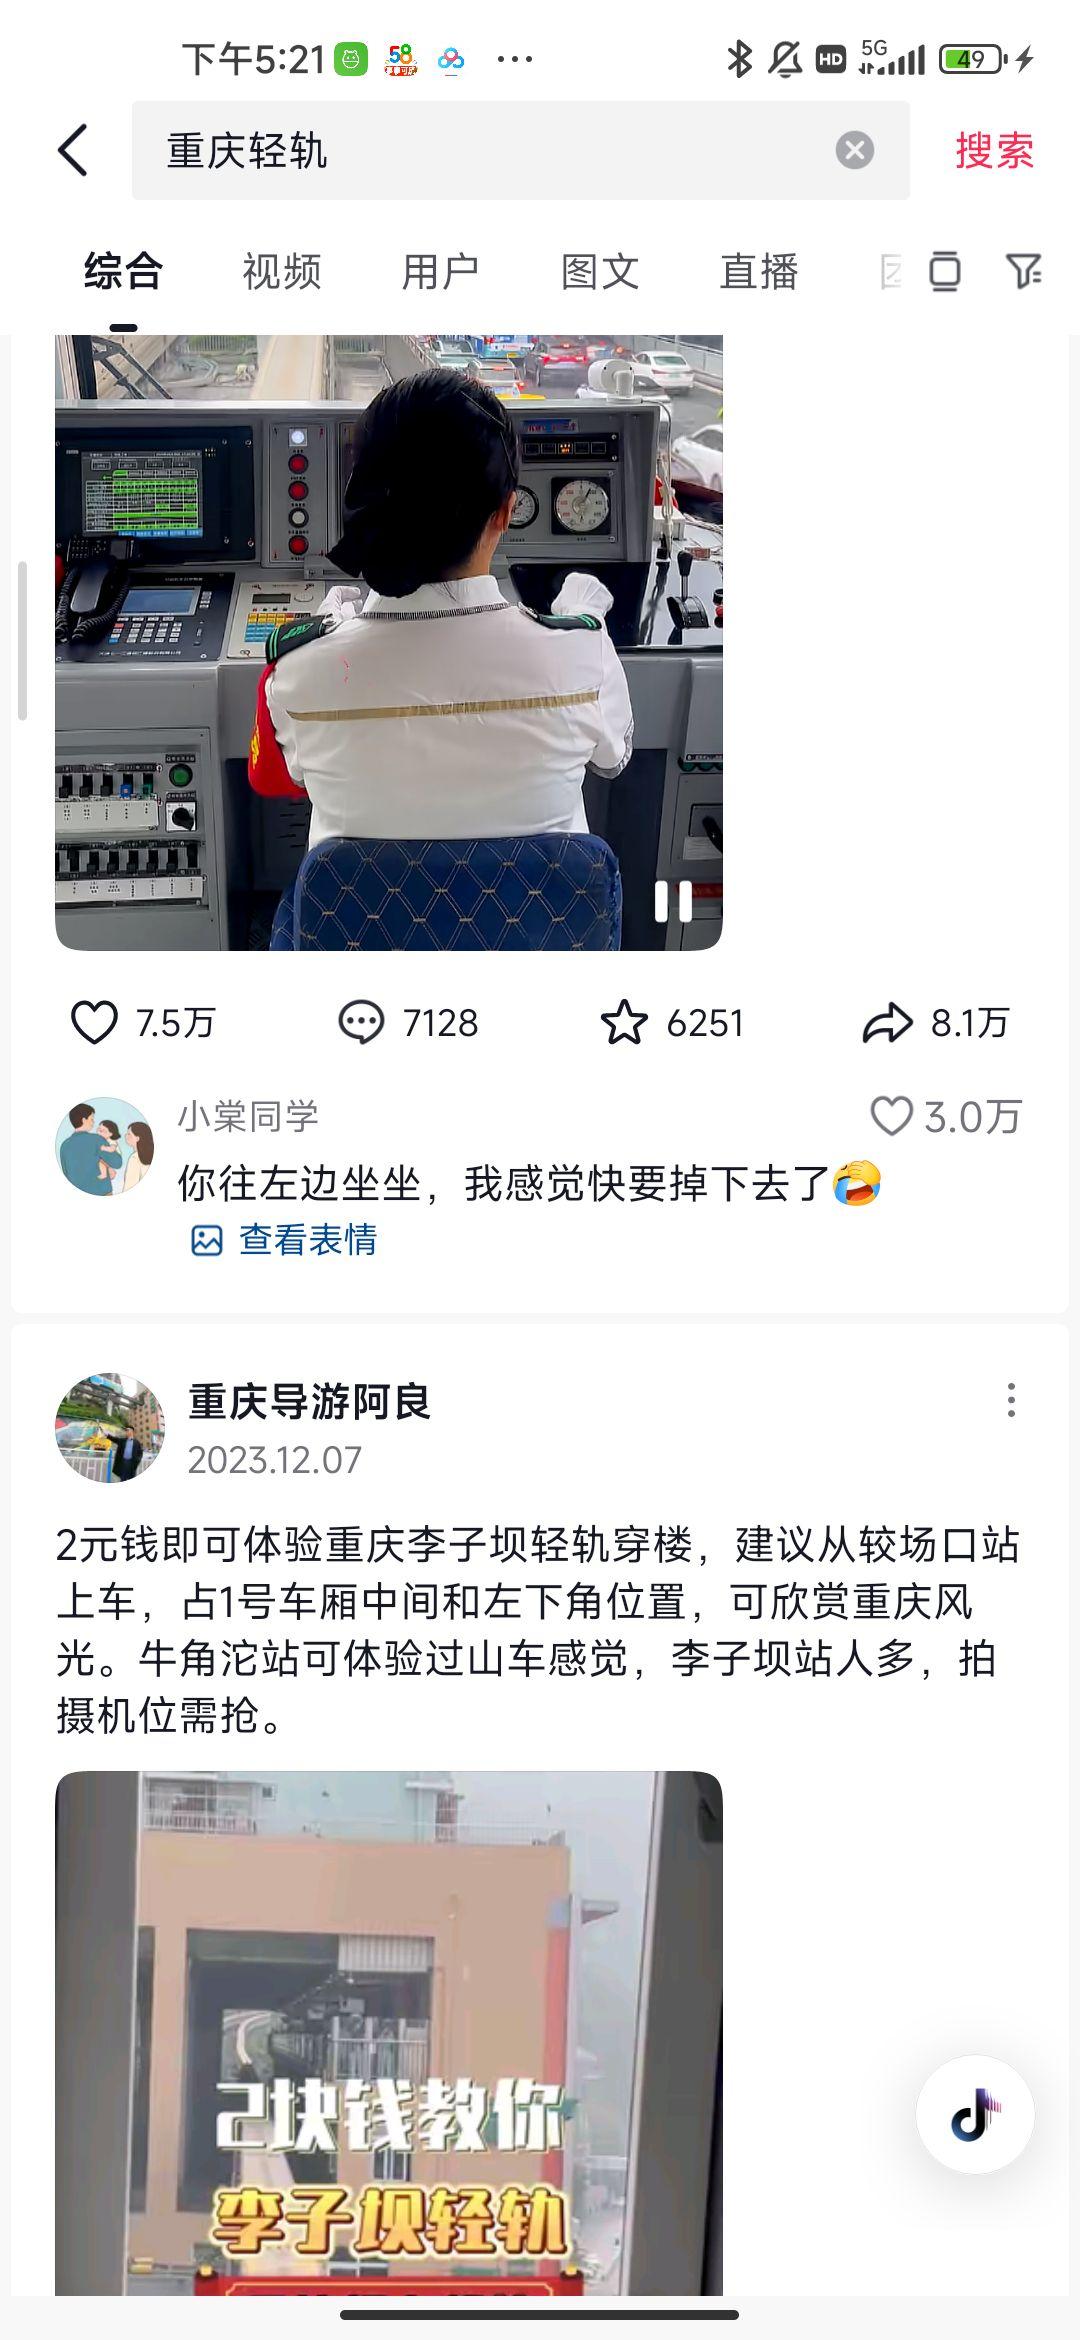 下午5:21
58
HD
5G
49
重庆轻轨
搜索
综合
视频
用户
图文
直播
7.5万
7128
6251
8.1万
小棠同学
3.0万
你往左边坐坐，我感觉快要掉下去了
查看表情
重庆导游阿良
2023.12.07
2元钱即可体验重庆李子坝轻轨穿楼，建议从较场口站
上车，占1号车厢中间和左下角位置，可欣赏重庆风
光。牛角沱站可体验过山车感觉，李子坝站人多，拍
摄机位需抢。
2块钱教你
李子坝轻轨